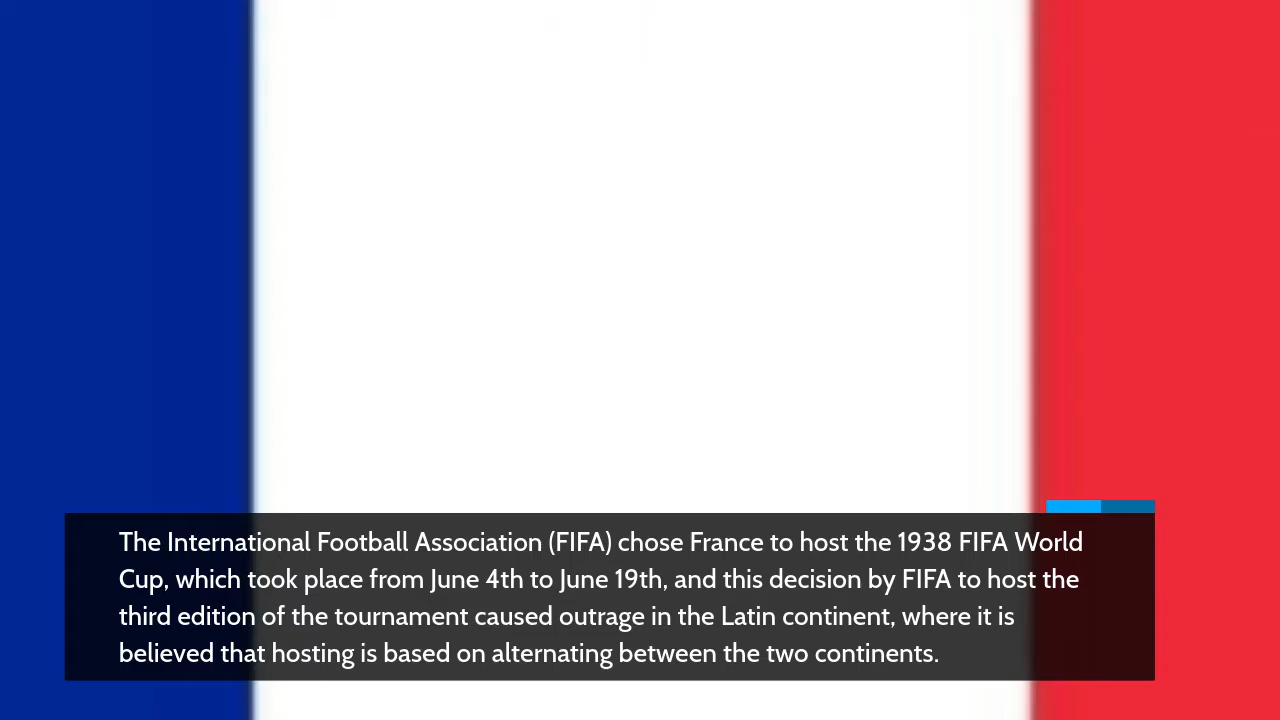 The International Football Association (FIFA) chose France to host the 1938 FIFA World
Cup, which took place from June 4th to June 19th, and this decision by FIFA to host the
third edition of the tournament caused outrage in the Latin continent, where it is
believed that hosting is based on alternating between the two continents.